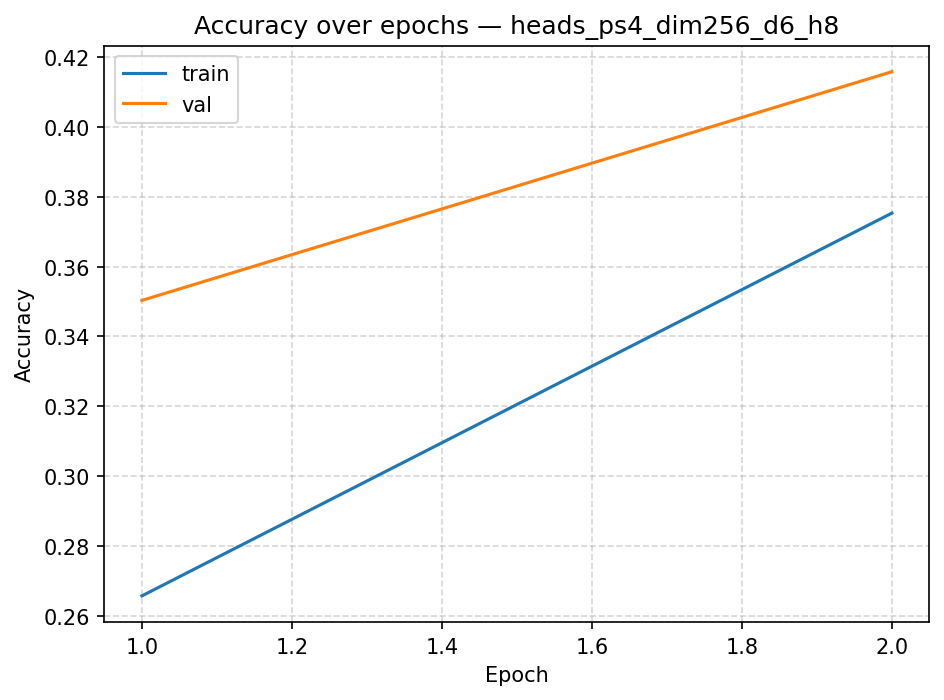 Accuracy over epochs — heads_ps4_dim256_d6_h8
train
val
Accuracy
0.42
0.40
0.38
0.36
0.34
0.32
0.30
0.28
0.26
1.0 1.2 1.4 1.6 1.8 2.0
Epoch